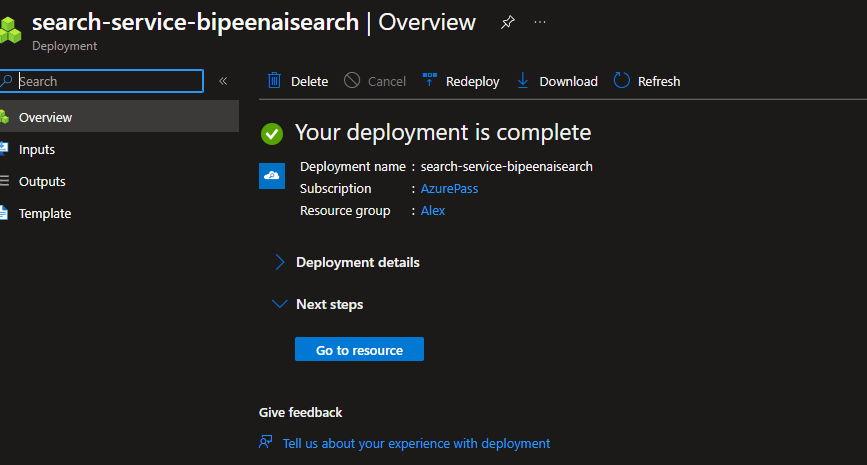 search-service-bipeenaisearch | Overview
Deployment
Search
Delete Cancel Redeploy Download Refresh
Overview
Inputs
Outputs
Template
Your deployment is complete
Deployment name : search-service-bipeenaisearch
Subscription : AzurePass
Resource group : Alex
Deployment details
Next steps
Go to resource
Give feedback
Tell us about your experience with deployment